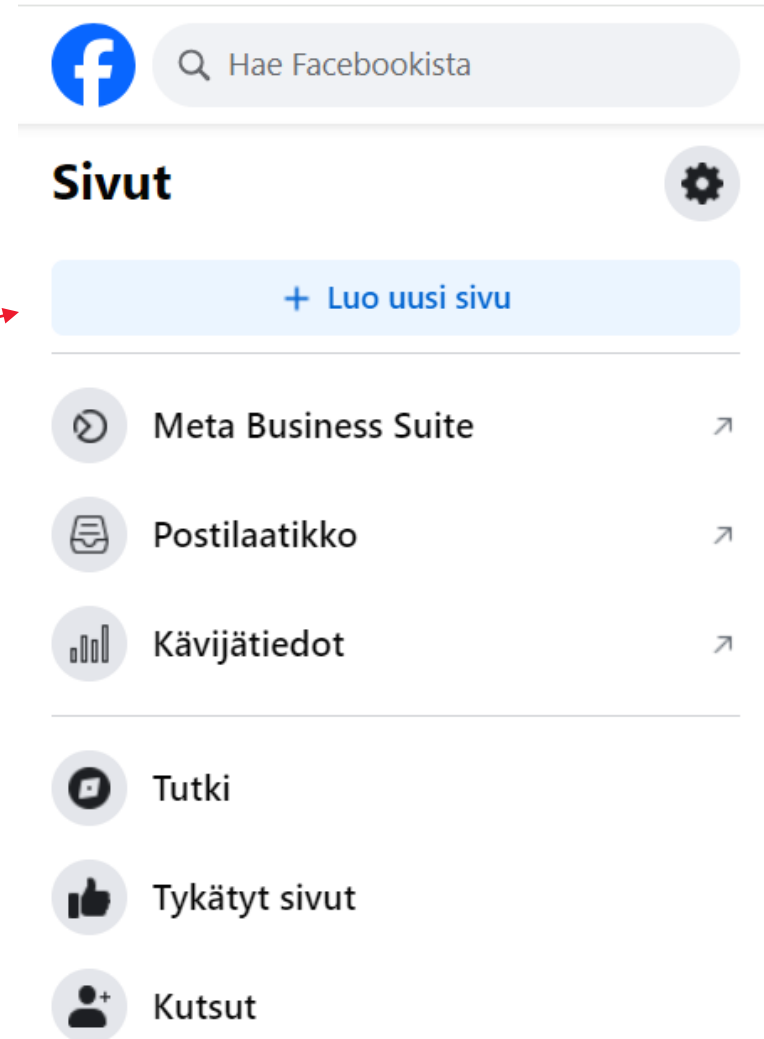 Hae Facebookista
Sivut
+ Luo uusi sivu
Meta Business Suite
Postilaatikko
Kävijätiedot
Tutki
Tykätyt sivut
Kutsut